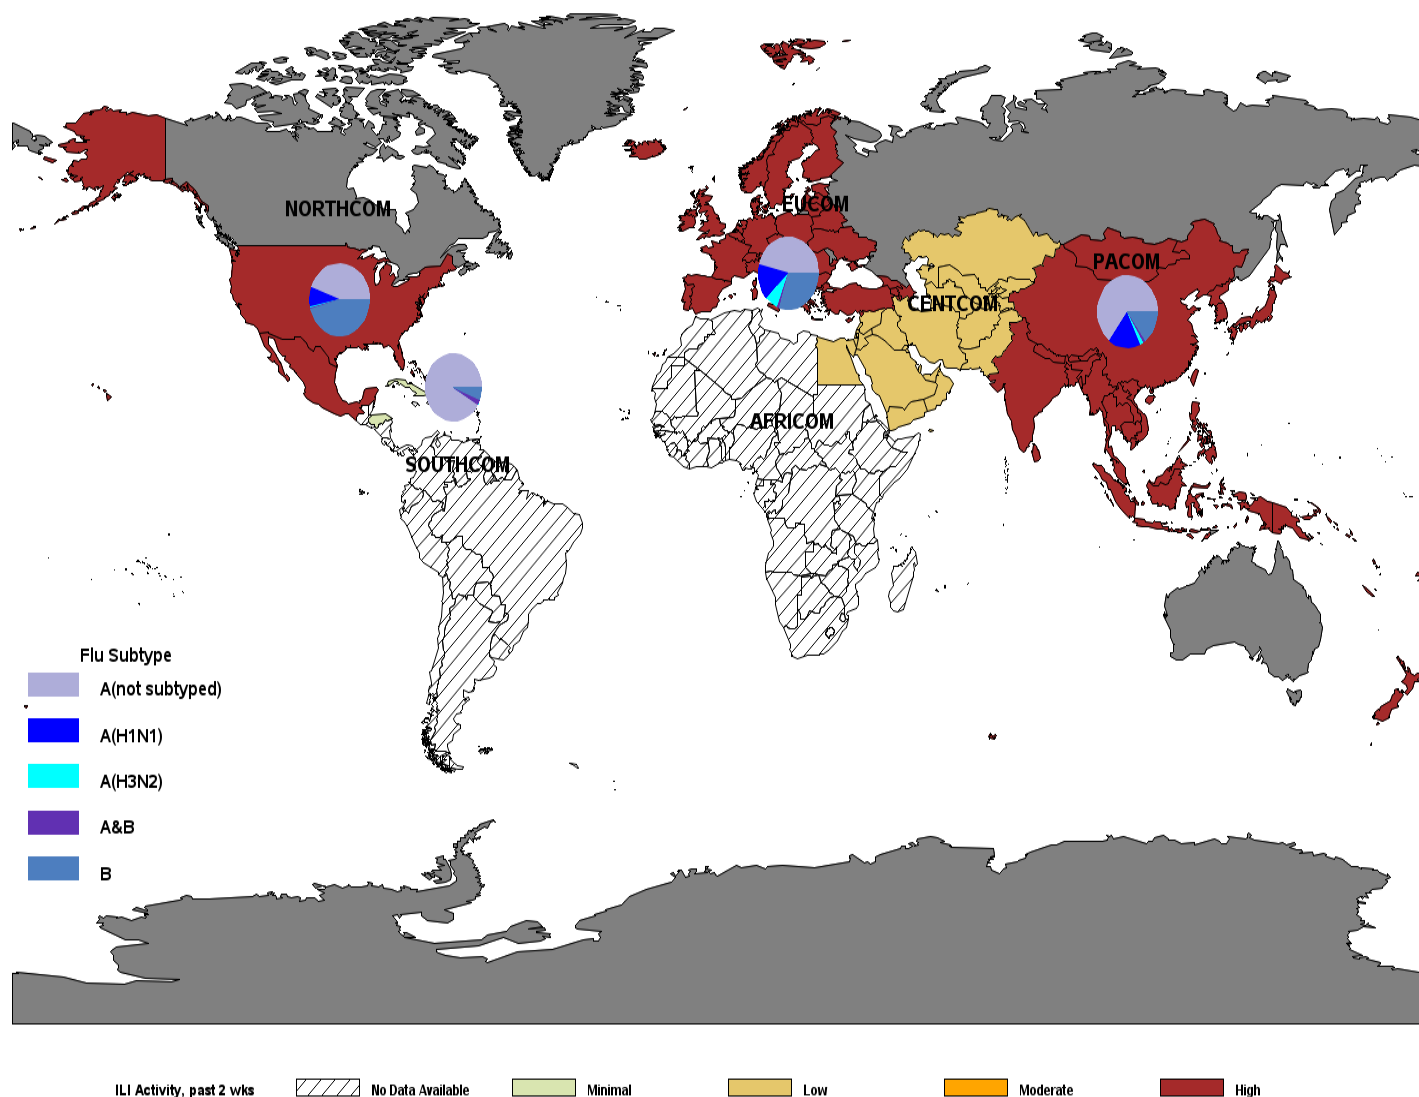 NORTHCOM
EUCOM
PACOM
CENTCOM
AFRICOM
SOUTHCOM
Flu Subtype
A(not subtyped)
A(H1N1)
A(H3N2)
A&B
B
ILI Activity, past 2 wks No Data Available Minimal Low Moderate High